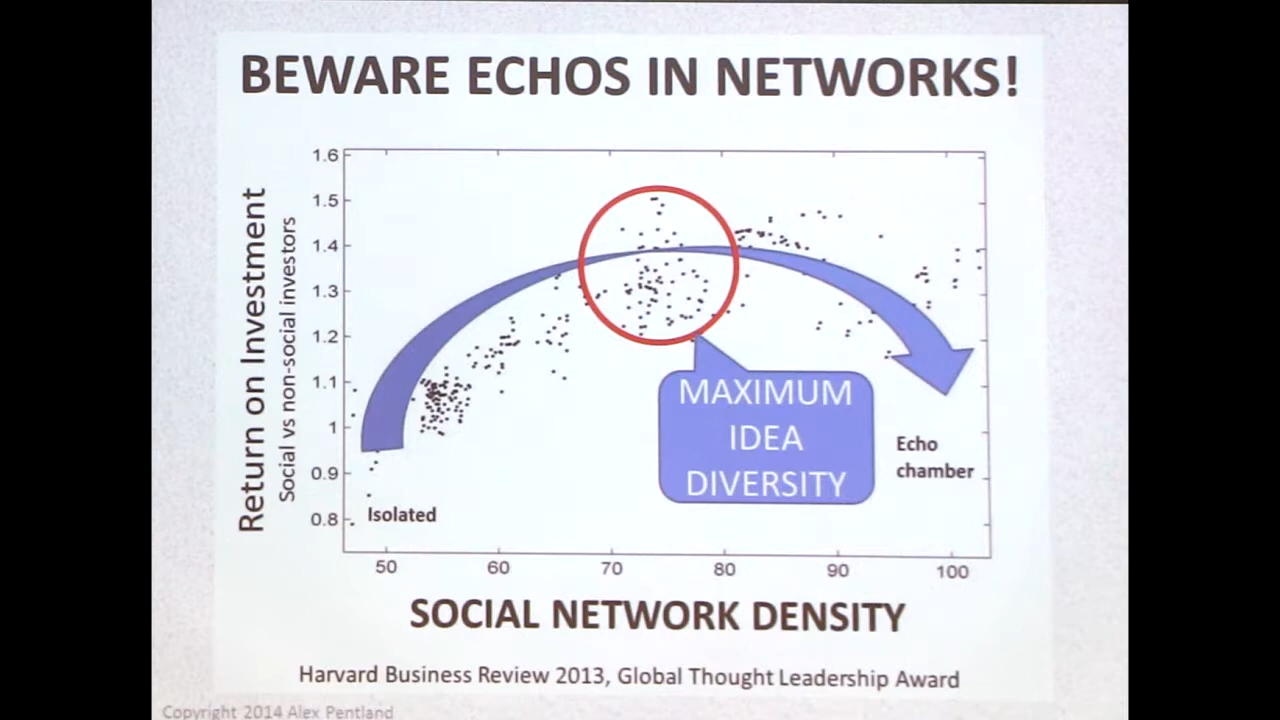 BEWARE ECHOS IN NETWORKS!
Return on Investment
Social vs non-social investors
1.6
1.5
1.4
1.3
1.2
1.1
1
0.9
0.8
MAXIMUM
IDEA
DIVERSITY
Echo
chamber
Isolated
50 60 70 80 90 100
SOCIAL NETWORK DENSITY
Harvard Business Review 2013, Global Thought Leadership Award
Copyright 2014 Alex Pentland